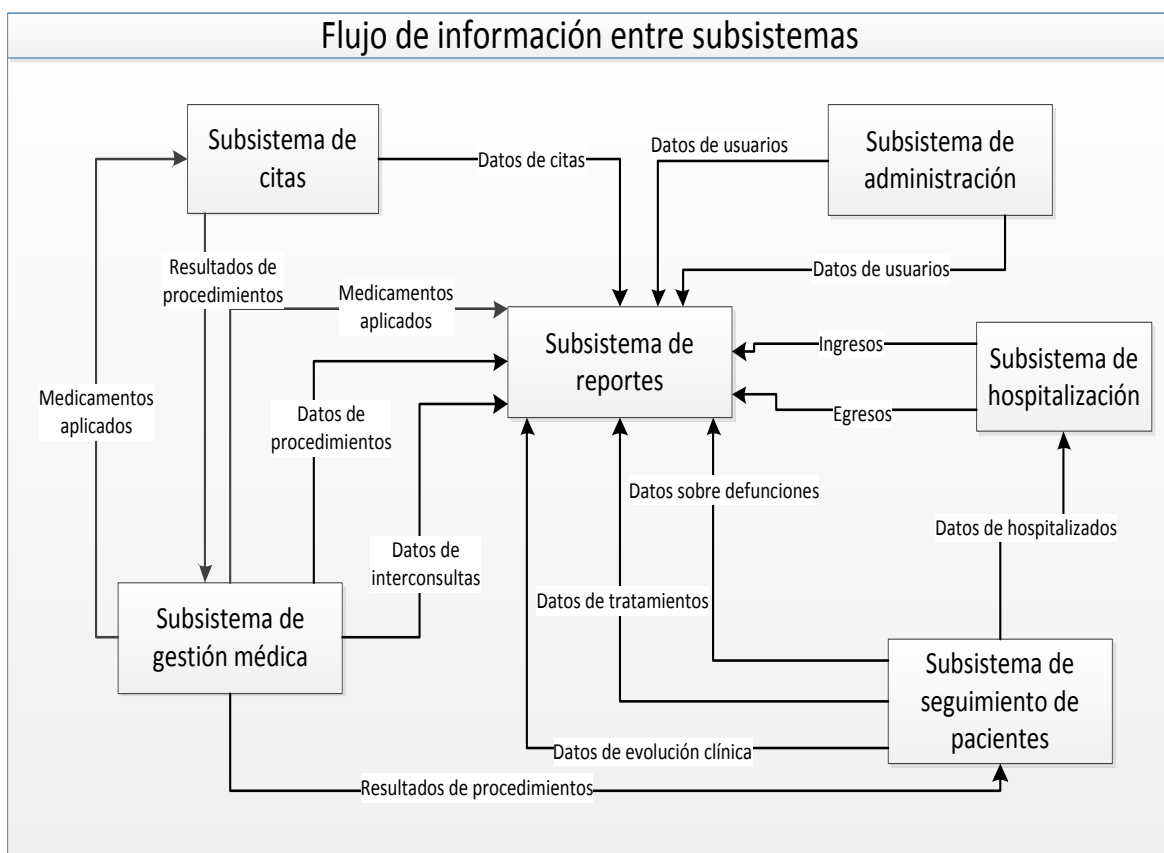 Flujo de información entre subsistemas
Subsistema de
citas
Datos de citas
Datos de usuarios
Subsistema de
administración
Resultados de
procedimientos
Medicamentos
aplicados
Datos de usuarios
Subsistema de
reportes
Ingresos
Egresos
Subsistema de
hospitalización
Medicamentos
aplicados
Datos de
procedimientos
Datos sobre defunciones
Datos de hospitalizados
Datos de
interconsultas
Datos de tratamientos
Subsistema de
gestión médica
Subsistema de
seguimiento de
pacientes
Datos de evolución clínica
Resultados de procedimientos